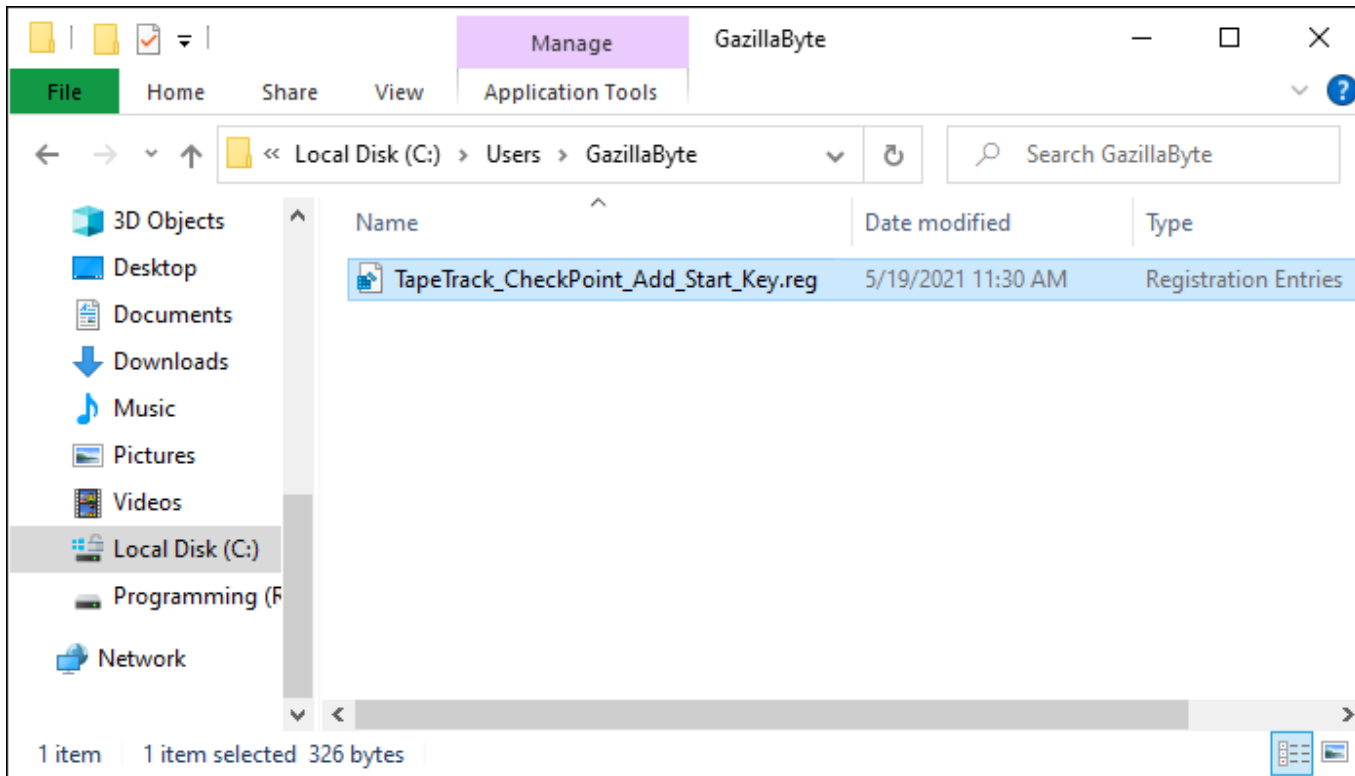 Manage
GazillaByte
File
Home
Share
View
Application Tools
?
« Local Disk (C:) › Users › GazillaByte
Search GazillaByte
3D Objects
Desktop
Documents
Downloads
Music
Pictures
Videos
Local Disk (C:)
Programming (R
Network
Name
Date modified
Type
TapeTrack_CheckPoint_Add_Start_Key.reg
5/19/2021 11:30 AM
Registration Entries
1 item
1 item selected 326 bytes